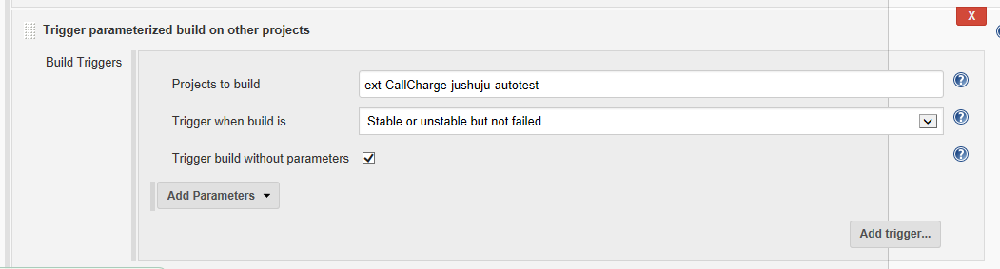 X
Trigger parameterized build on other projects
Build Triggers
Projects to build
ext-CallCharge-jushuju-autotest
Trigger when build is
Stable or unstable but not failed
Trigger build without parameters
Add Parameters
Add trigger...